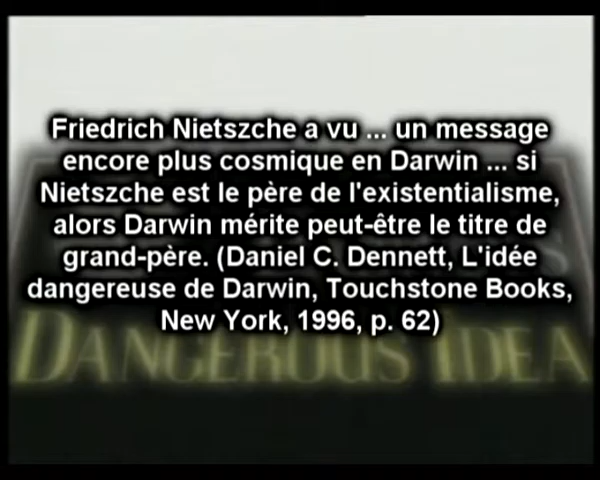 Friedrich Nietszche a vu ... un message
encore plus cosmique en Darwin ... si
Nietszche est le père de l'existentialisme,
alors Darwin mérite peut-être le titre de
grand-père. (Daniel C. Dennett, L'idée
dangereuse de Darwin, Touchstone Books,
New York, 1996, p. 62)
DANGEROUS IDEA